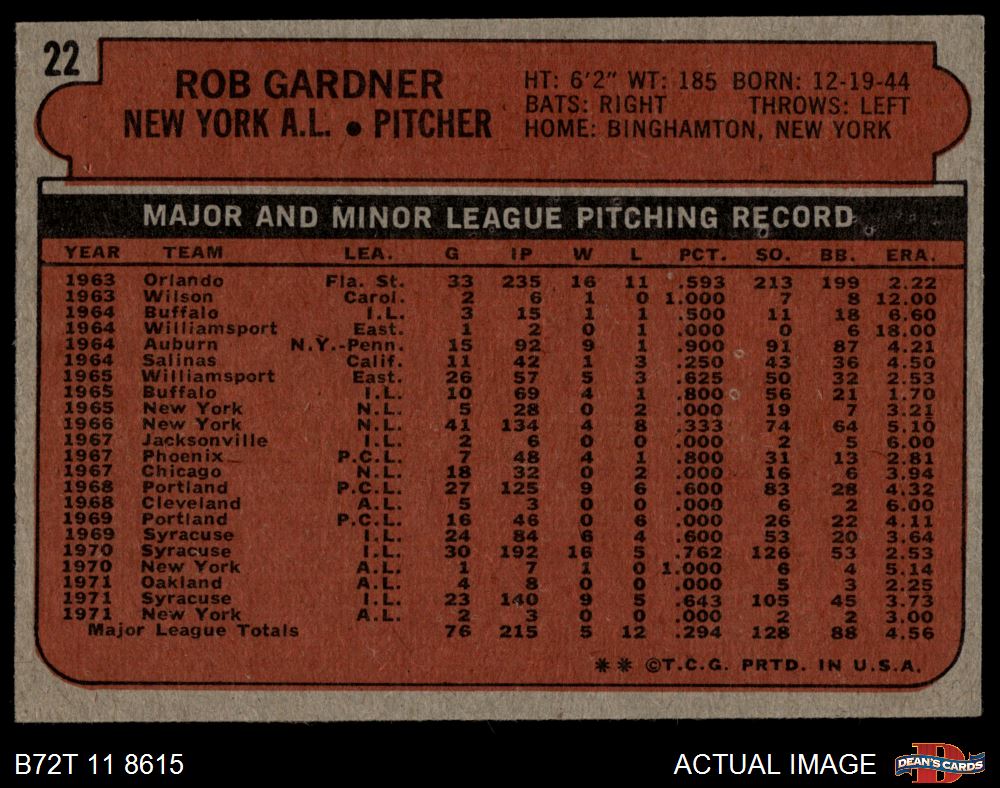 22
ROB GARDNER
NEW YORK A.L. • PITCHER
HT: 6'2" WT: 185 BORN: 12-19-44
BATS: RIGHT THROWS: LEFT
HOME: BINGHAMTON, NEW YORK
MAJOR AND MINOR LEAGUE PITCHING RECORD
YEAR TEAM LEA. G IP W L PCT. SO. BB. ERA.
1963 Orlando Fla. St. 33 235 16 11 .593 213 199 2.22
1963 Wilson Carol. 2 6 1 0 1.000 7 8 12.00
1964 Buffalo I.L. 3 15 1 1 .500 11 18 6.60
1964 Williamsport East. 1 2 0 1 .000 0 6 18.00
1964 Auburn N.Y.-Penn. 15 92 9 1 .900 91 87 4.21
1964 Salinas Calif. 11 42 1 3 .250 43 36 4.50
1965 Williamsport East. 26 57 5 3 .625 50 32 2.53
1965 Buffalo I.L. 10 69 4 1 .800 56 21 1.70
1965 New York N.L. 5 28 0 2 .000 19 7 3.21
1966 New York N.L. 41 134 4 8 .333 74 64 5.10
1967 Jacksonville I.L. 2 6 0 0 .000 2 5 6.00
1967 Phoenix P.C.L. 7 48 4 1 .800 31 13 2.81
1967 Chicago N.L. 18 32 0 2 .000 16 6 3.94
1968 Portland P.C.L. 27 125 9 6 .600 83 28 4.32
1968 Cleveland A.L. 5 3 0 0 .000 6 2 6.00
1969 Portland P.C.L. 16 46 0 6 .000 26 22 4.11
1969 Syracuse I.L. 24 84 6 4 .600 53 20 3.64
1970 Syracuse I.L. 30 192 16 5 .762 126 53 2.53
1970 New York A.L. 1 7 1 0 1.000 6 4 5.14
1971 Oakland A.L. 4 8 0 0 .000 5 3 2.25
1971 Syracuse I.L. 23 140 9 5 .643 105 45 3.73
1971 New York A.L. 2 3 0 0 .000 2 2 3.00
Major League Totals 76 215 5 12 .294 128 88 4.56
** ©T.C.G. PRTD. IN U.S.A.
B72T 11 8615
ACTUAL IMAGE
D
DEAN'S CARDS